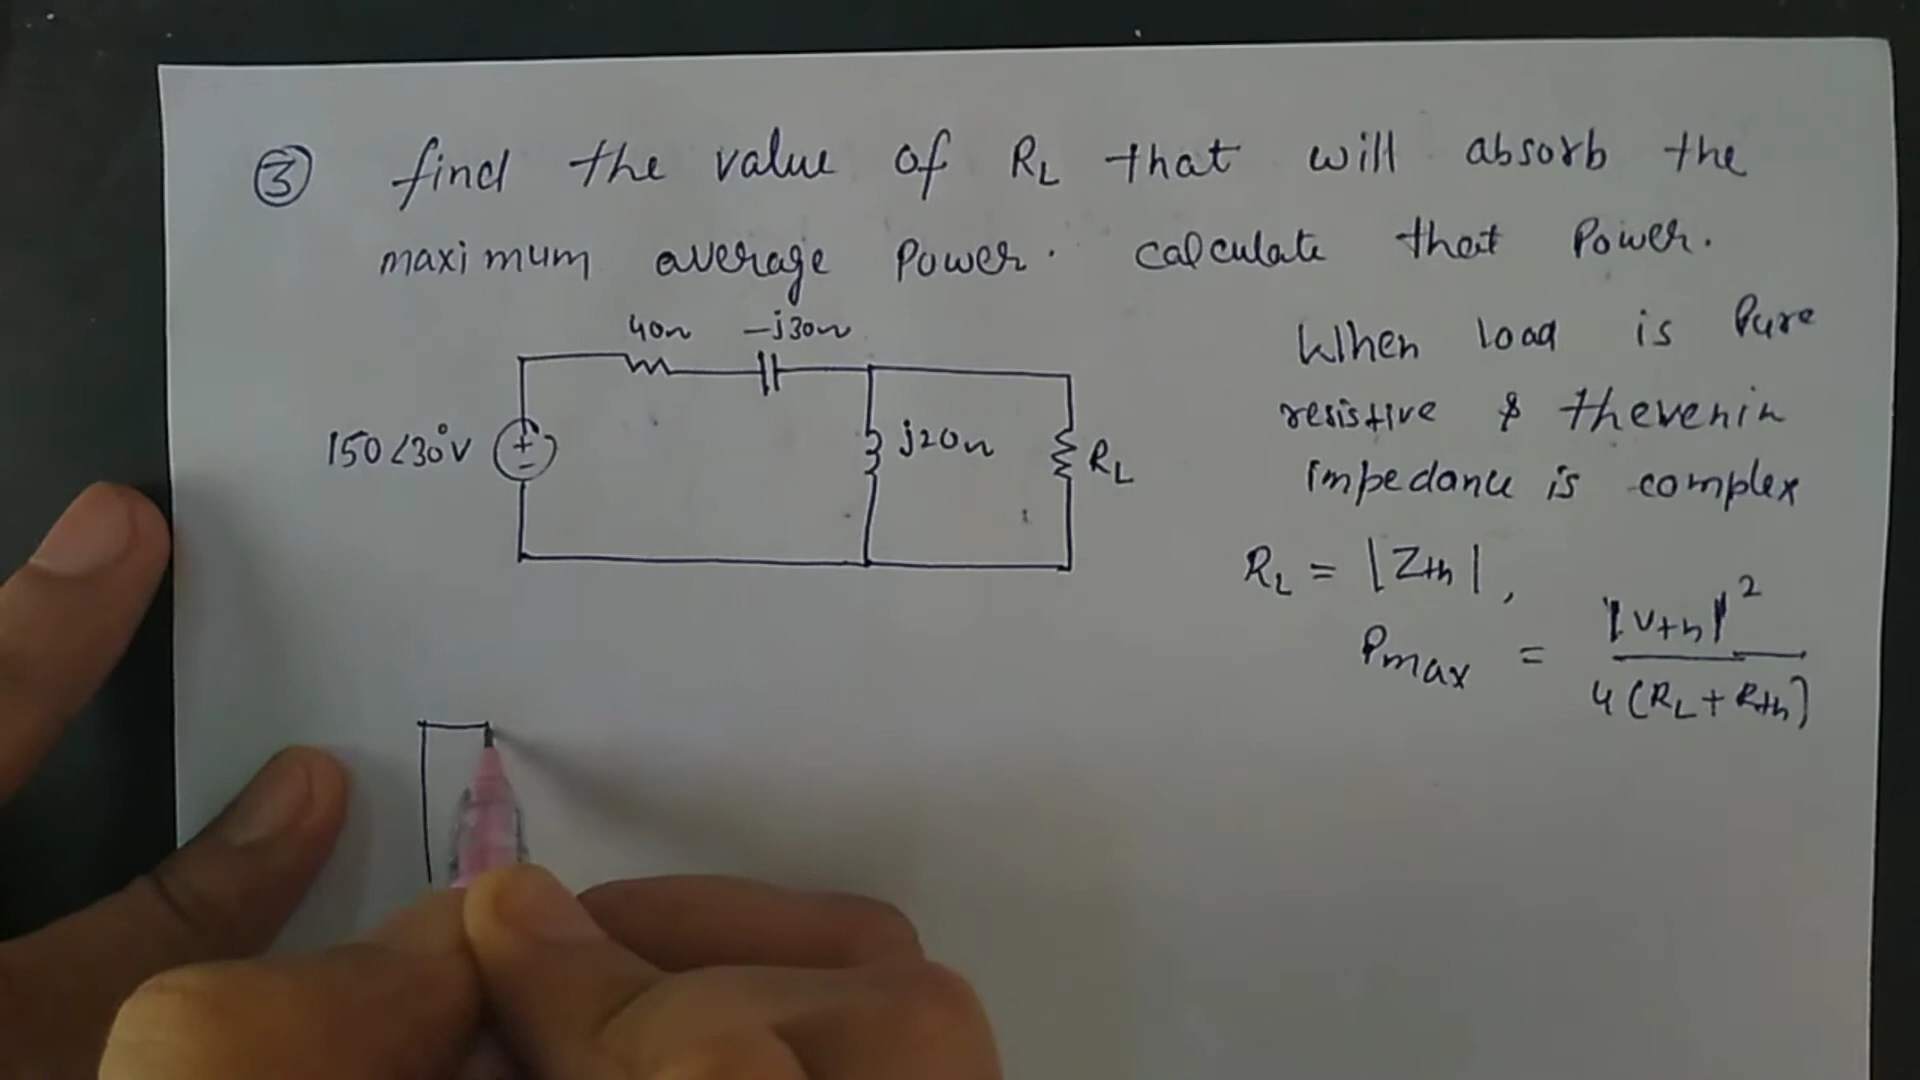 ③ find the value of RL that will absorb the
maximum average power. calculate that power.
40Ω -j30Ω
150∠30°V
+
-
j20Ω
RL
When load is pure
resistive & thevenin
impedance is complex
RL = |Zth|,
Pmax = |Vth|² / 4(RL + Rth)